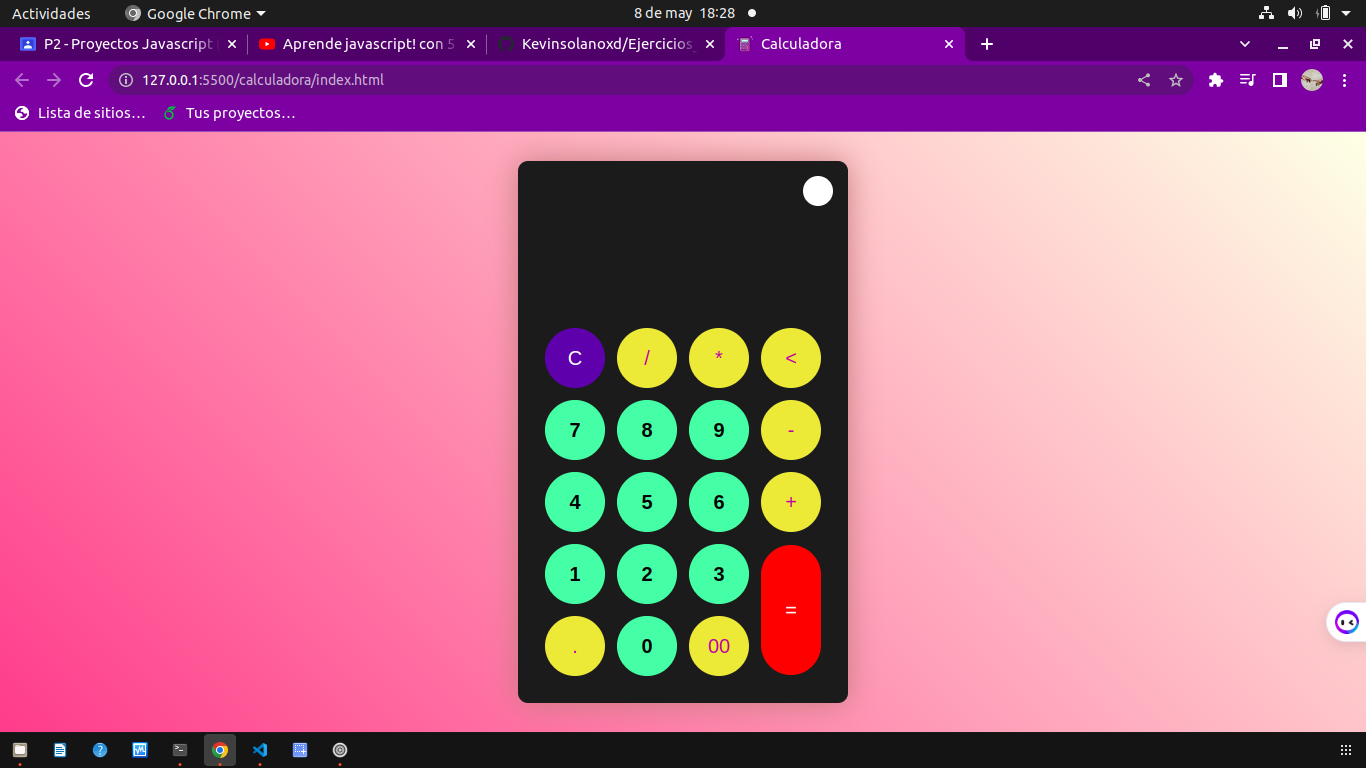 Actividades Google Chrome 8 de may 18:28
P2 - Proyectos Javascript Aprende javascript! con 5 Kevinsolanoxd/Ejercicios_ Calculadora
127.0.0.1:5500/calculadora/index.html
Lista de sitios… Tus proyectos…
C / * <
7 8 9 -
4 5 6 +
1 2 3
=
. 0 00